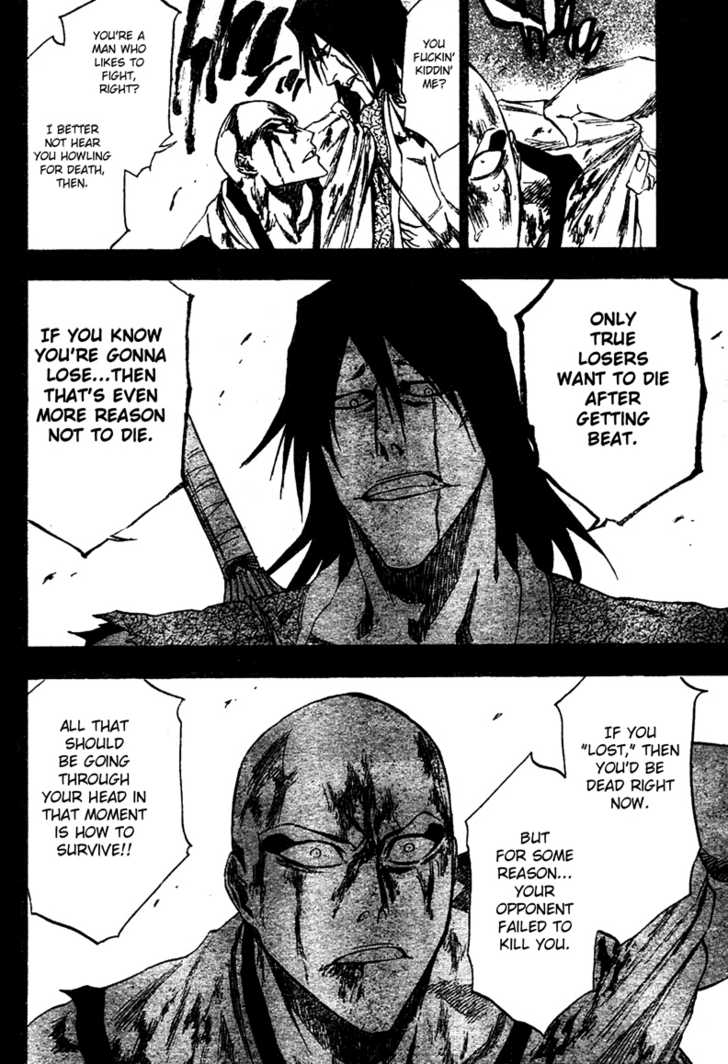 YOU
FUCKIN'
KIDDIN'
ME?
YOU'RE A
MAN WHO
LIKES TO
FIGHT,
RIGHT?
I BETTER
NOT HEAR
YOU HOWLING
FOR DEATH,
THEN.
ONLY
TRUE
LOSERS
WANT TO DIE
AFTER
GETTING
BEAT.
IF YOU KNOW
YOU'RE GONNA
LOSE...THEN
THAT'S EVEN
MORE REASON
NOT TO DIE.
IF YOU
"LOST," THEN
YOU'D BE
DEAD RIGHT
NOW.
BUT
FOR SOME
REASON...
YOUR
OPPONENT
FAILED TO
KILL YOU.
ALL THAT
SHOULD
BE GOING
THROUGH
YOUR HEAD IN
THAT MOMENT
IS HOW TO
SURVIVE!!